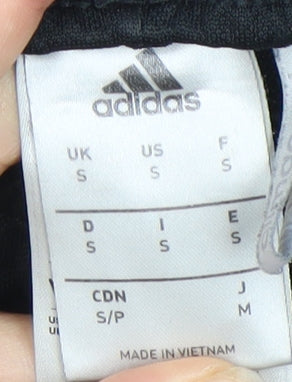 adidas
UK US F
S S S
D I E
S S S
CDN J
S/P M
MADE IN VIETNAM